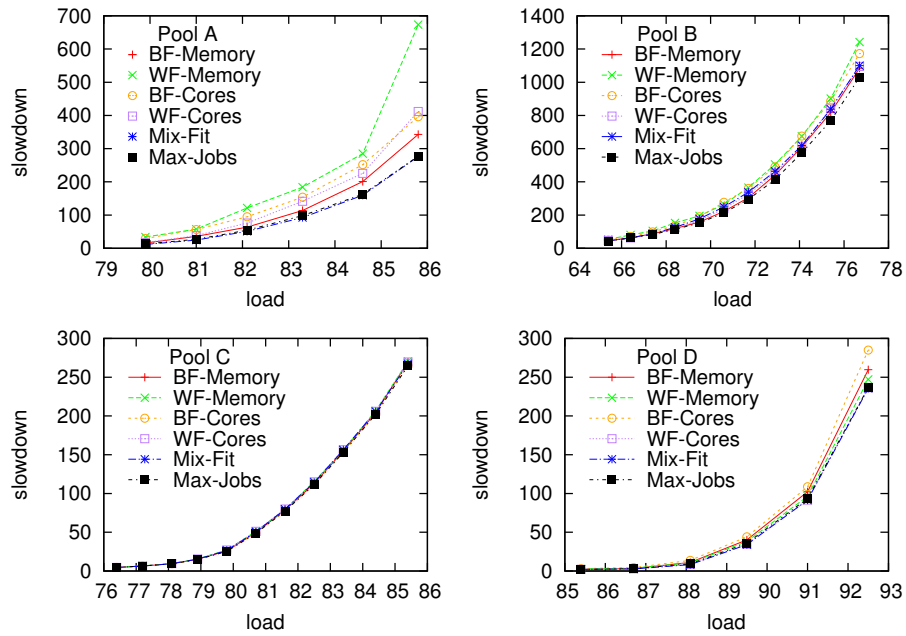 700
600
500
400
300
200
100
0
slowdown
Pool A
BF-Memory
WF-Memory
BF-Cores
WF-Cores
Mix-Fit
Max-Jobs
79 80 81 82 83 84 85 86
load
1400
1200
1000
800
600
400
200
0
slowdown
Pool B
BF-Memory
WF-Memory
BF-Cores
WF-Cores
Mix-Fit
Max-Jobs
64 66 68 70 72 74 76 78
load
300
250
200
150
100
50
0
slowdown
Pool C
BF-Memory
WF-Memory
BF-Cores
WF-Cores
Mix-Fit
Max-Jobs
76 77 78 79 80 81 82 83 84 85 86
load
300
250
200
150
100
50
0
slowdown
Pool D
BF-Memory
WF-Memory
BF-Cores
WF-Cores
Mix-Fit
Max-Jobs
85 86 87 88 89 90 91 92 93
load